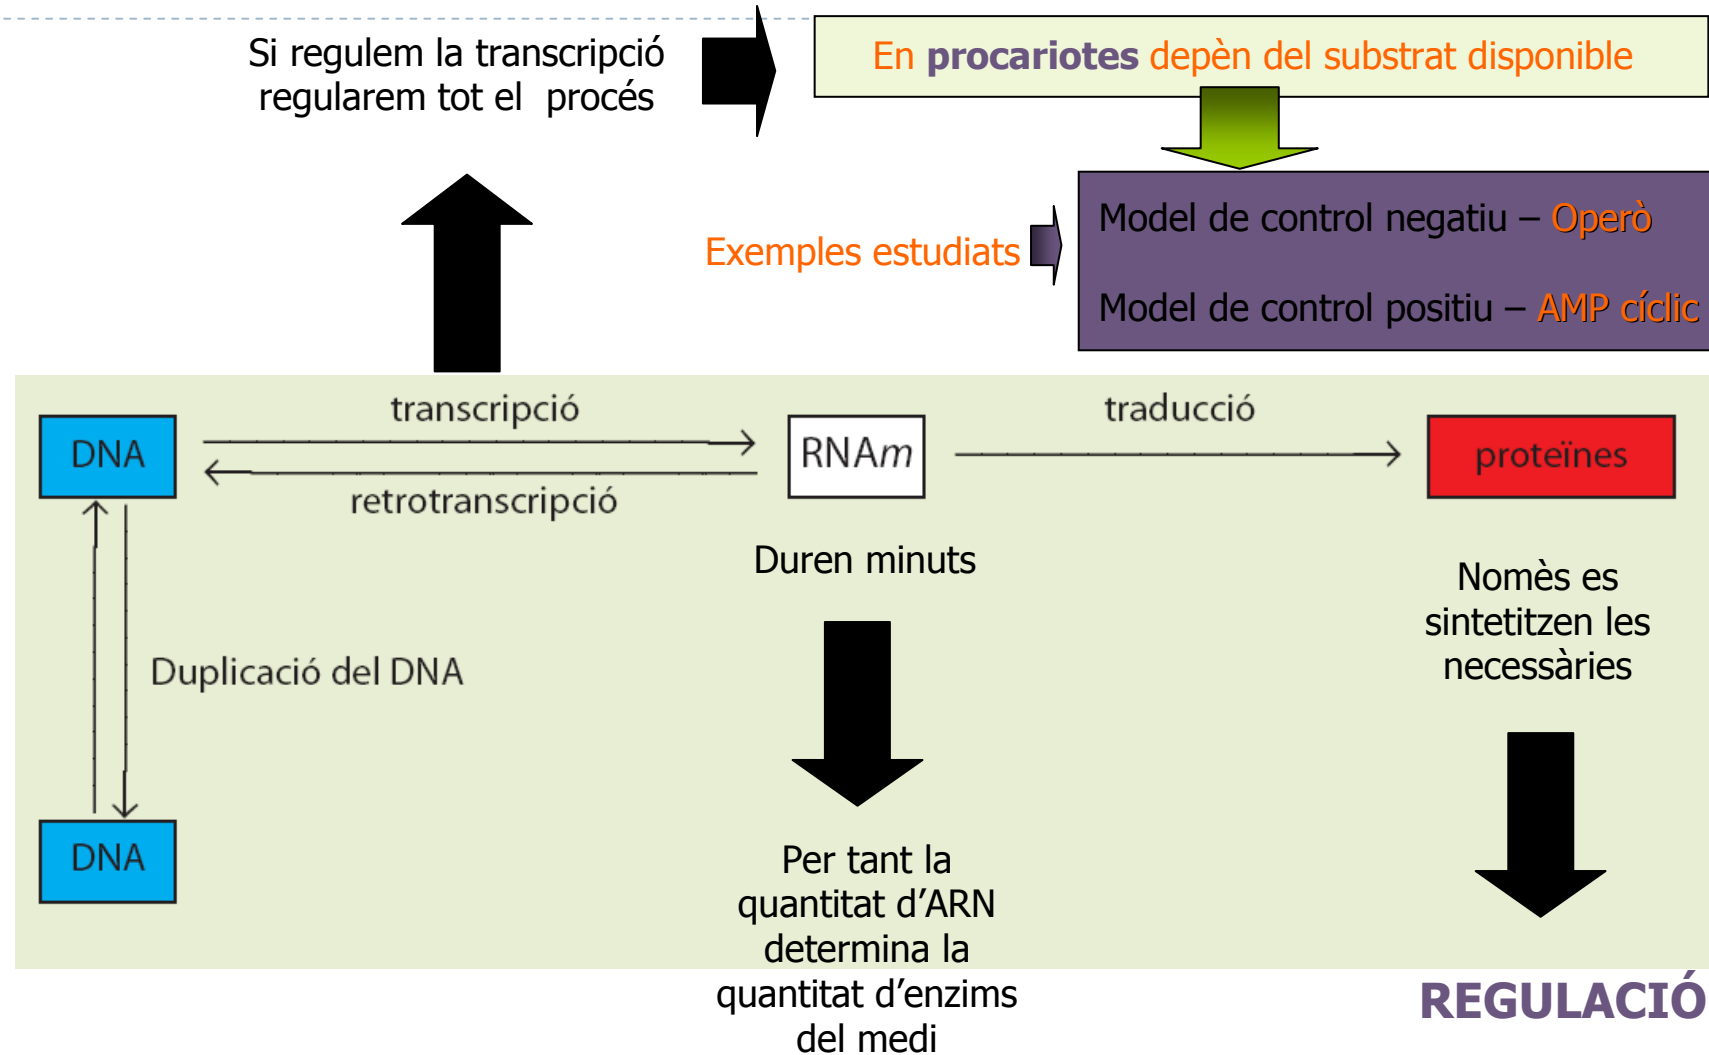 Si regulem la transcripció
regularem tot el procés
En procariotes depèn del substrat disponible
Exemples estudiats
Model de control negatiu – Operò
Model de control positiu – AMP cíclic
transcripció
traducció
DNA
RNAm
proteïnes
retrotranscripció
Duren minuts
Nomès es
sintetitzen les
necessàries
Duplicació del DNA
DNA
Per tant la
quantitat d’ARN
determina la
quantitat d’enzims
del medi
REGULACIÓ